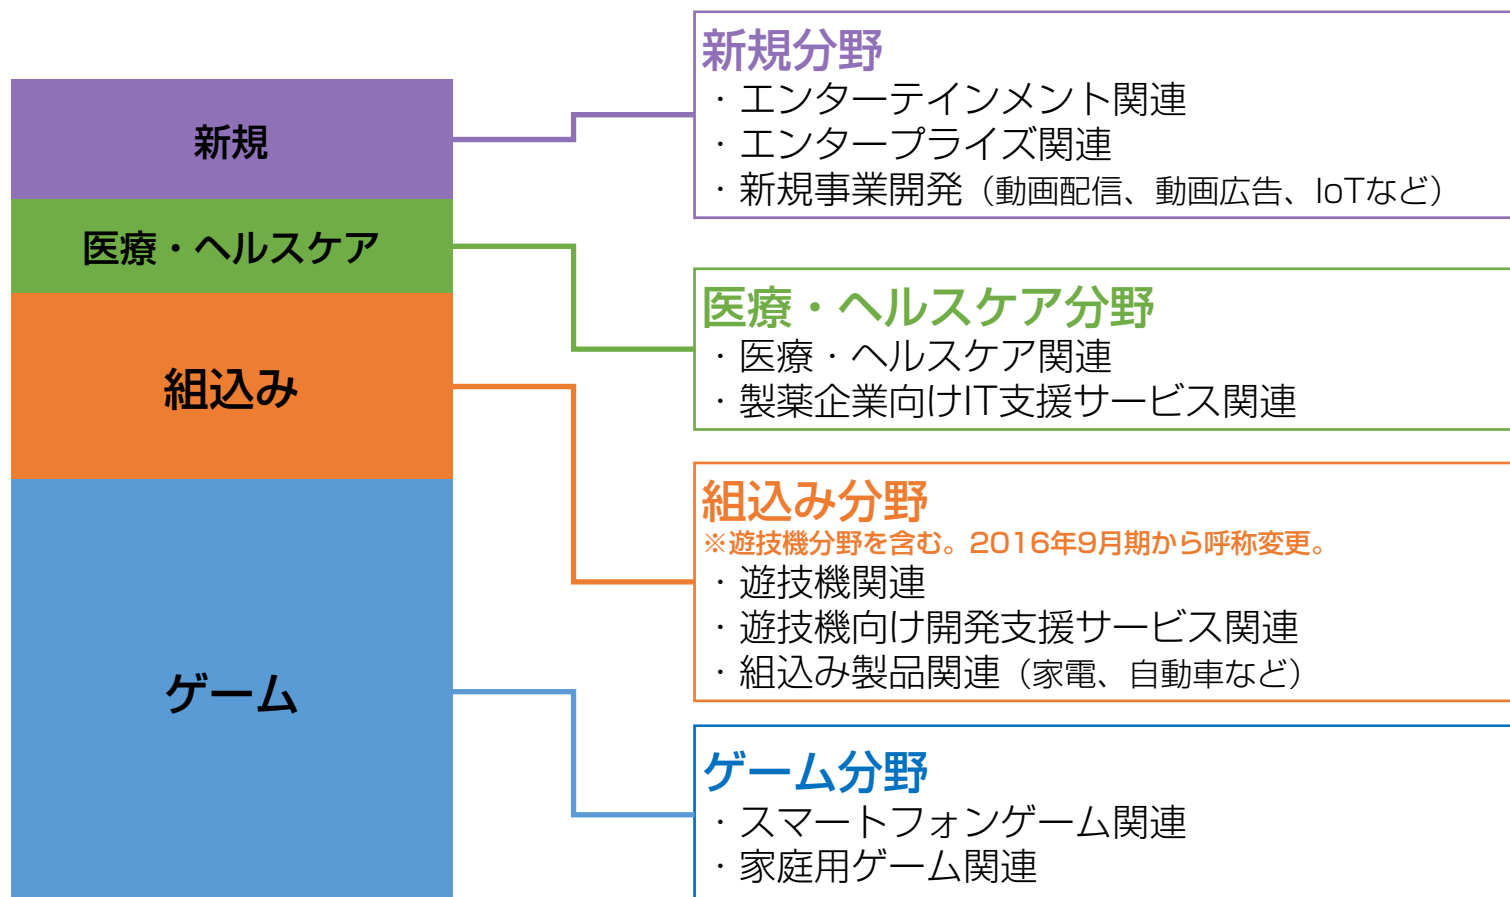 新規
医療・ヘルスケア
組込み
ゲーム
新規分野
・エンターテインメント関連
・エンタープライズ関連
・新規事業開発（動画配信、動画広告、IoTなど）
医療・ヘルスケア分野
・医療・ヘルスケア関連
・製薬企業向けIT支援サービス関連
組込み分野
※遊技機分野を含む。2016年9月期から呼称変更。
・遊技機関連
・遊技機向け開発支援サービス関連
・組込み製品関連（家電、自動車など）
ゲーム分野
・スマートフォンゲーム関連
・家庭用ゲーム関連